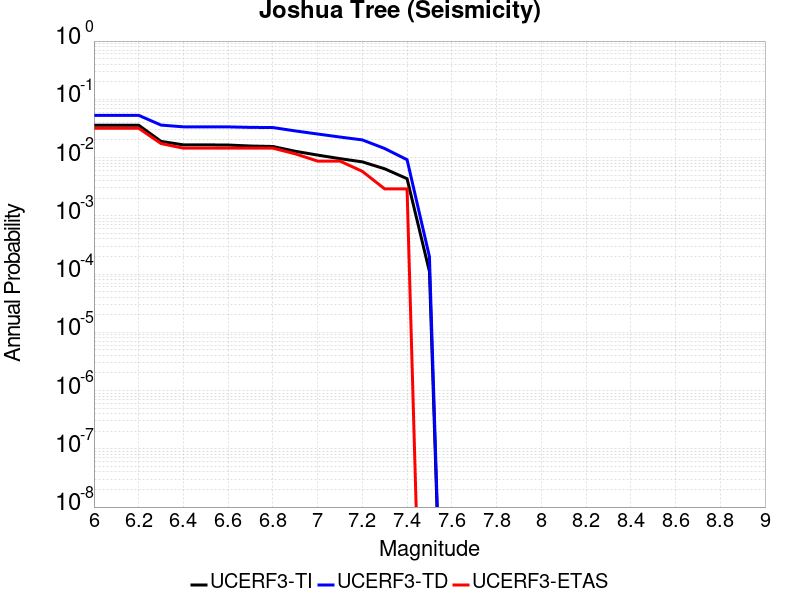 Joshua Tree (Seismicity)
10^0
10^-1
10^-2
10^-3
10^-4
10^-5
10^-6
10^-7
10^-8
Annual Probability
6 6.2 6.4 6.6 6.8 7 7.2 7.4 7.6 7.8 8 8.2 8.4 8.6 8.8 9
Magnitude
UCERF3-TI UCERF3-TD UCERF3-ETAS